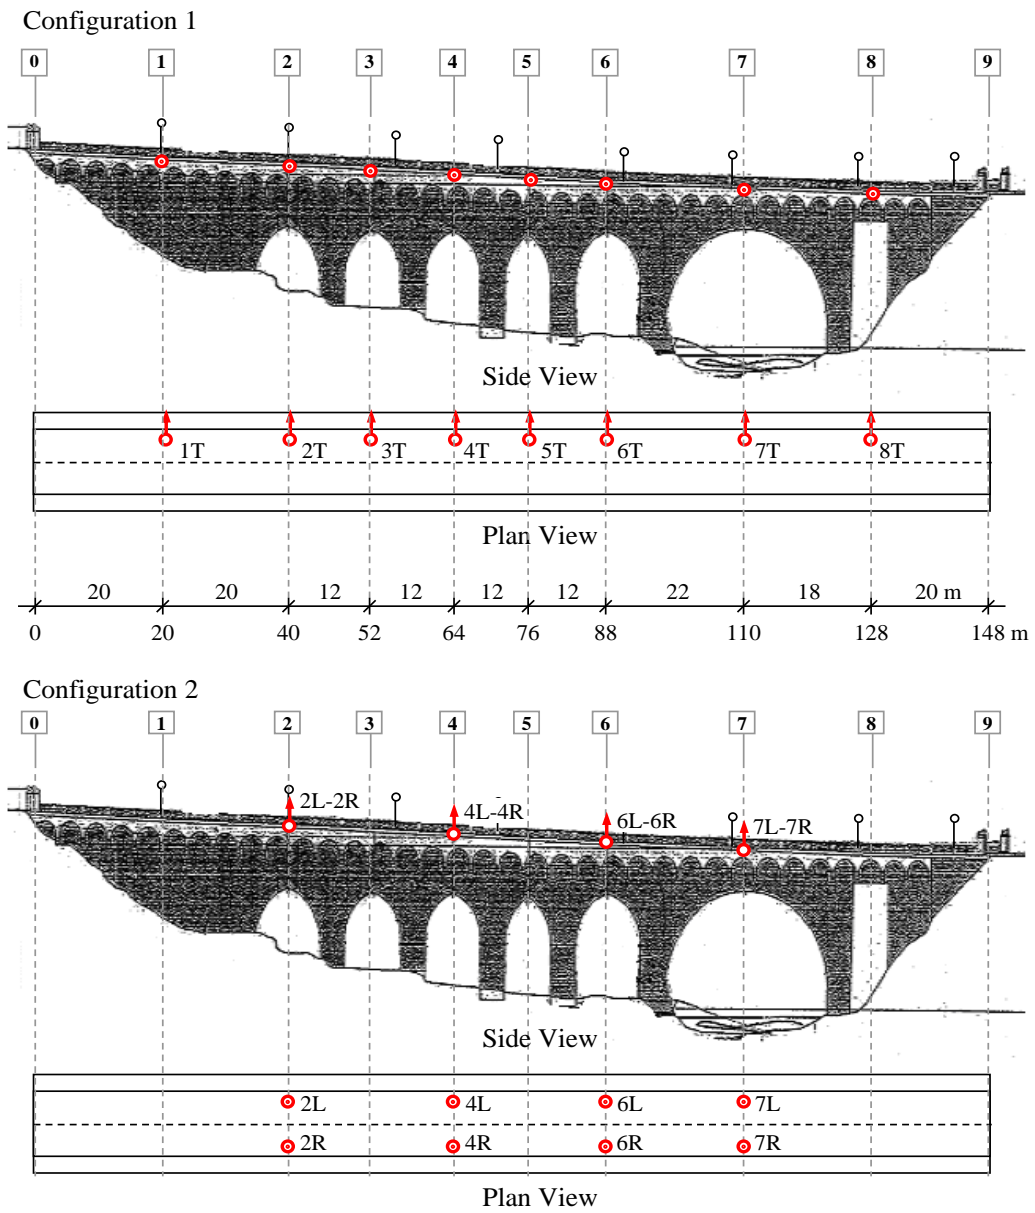 Configuration 1
0 1 2 3 4 5 6 7 8 9
Side View
1T 2T 3T 4T 5T 6T 7T 8T
Plan View
20 20 12 12 12 12 22 18 20 m
0 20 40 52 64 76 88 110 128 148 m
Configuration 2
0 1 2 3 4 5 6 7 8 9
2L-2R 4L-4R 6L-6R 7L-7R
Side View
2L 4L 6L 7L
2R 4R 6R 7R
Plan View